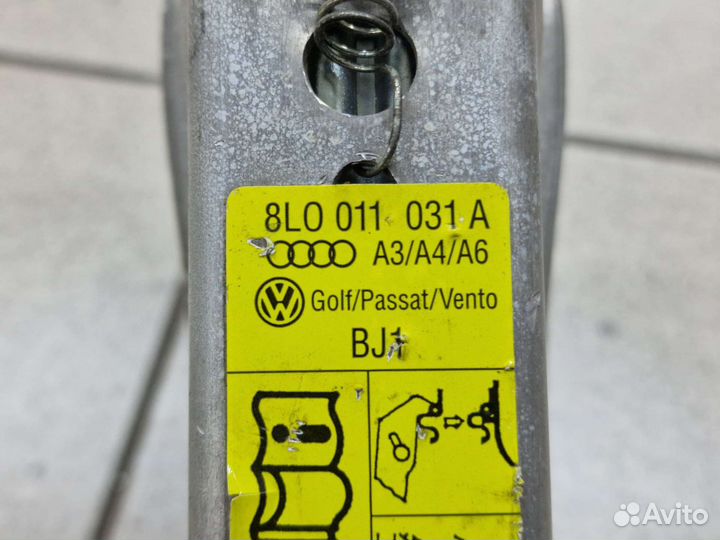 8L0 011 031 A
A3/A4/A6
Golf/Passat/Vento
BJ1
Avito